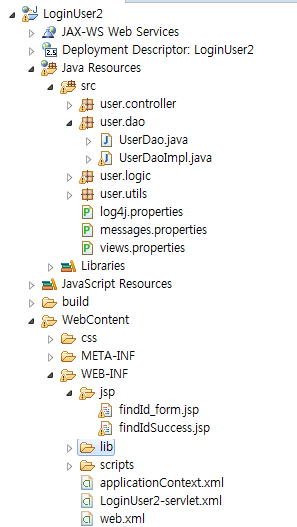 LoginUser2
JAX-WS Web Services
Deployment Descriptor: LoginUser2
Java Resources
src
user.controller
user.dao
UserDao.java
UserDaoImpl.java
user.logic
user.utils
log4j.properties
messages.properties
views.properties
Libraries
JavaScript Resources
build
WebContent
css
META-INF
WEB-INF
jsp
findId_form.jsp
findIdSuccess.jsp
lib
scripts
applicationContext.xml
LoginUser2-servlet.xml
web.xml